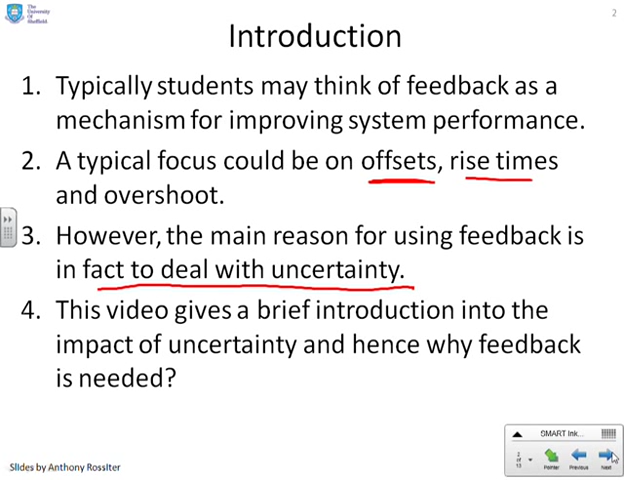 The
University
Of
Sheffield.
2
Introduction
1. Typically students may think of feedback as a
mechanism for improving system performance.
2. A typical focus could be on offsets, rise times
and overshoot.
3. However, the main reason for using feedback is
in fact to deal with uncertainty.
4. This video gives a brief introduction into the
impact of uncertainty and hence why feedback
is needed?
SMART Ink...
2
of
13
Pointer
Previous
Next
Slides by Anthony Rossiter